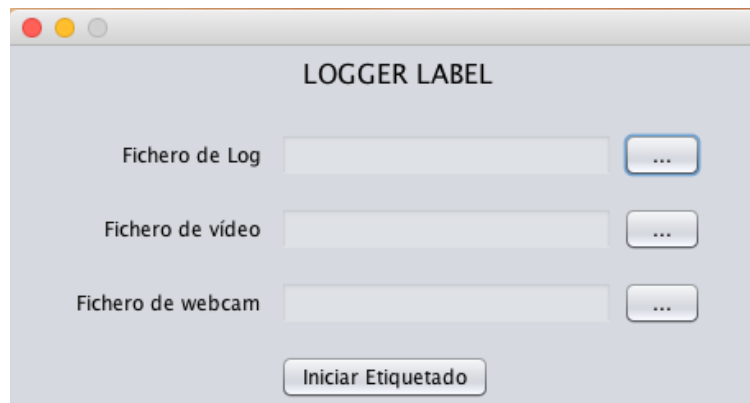 LOGGER LABEL
Fichero de Log ...
Fichero de vídeo ...
Fichero de webcam ...
Iniciar Etiquetado